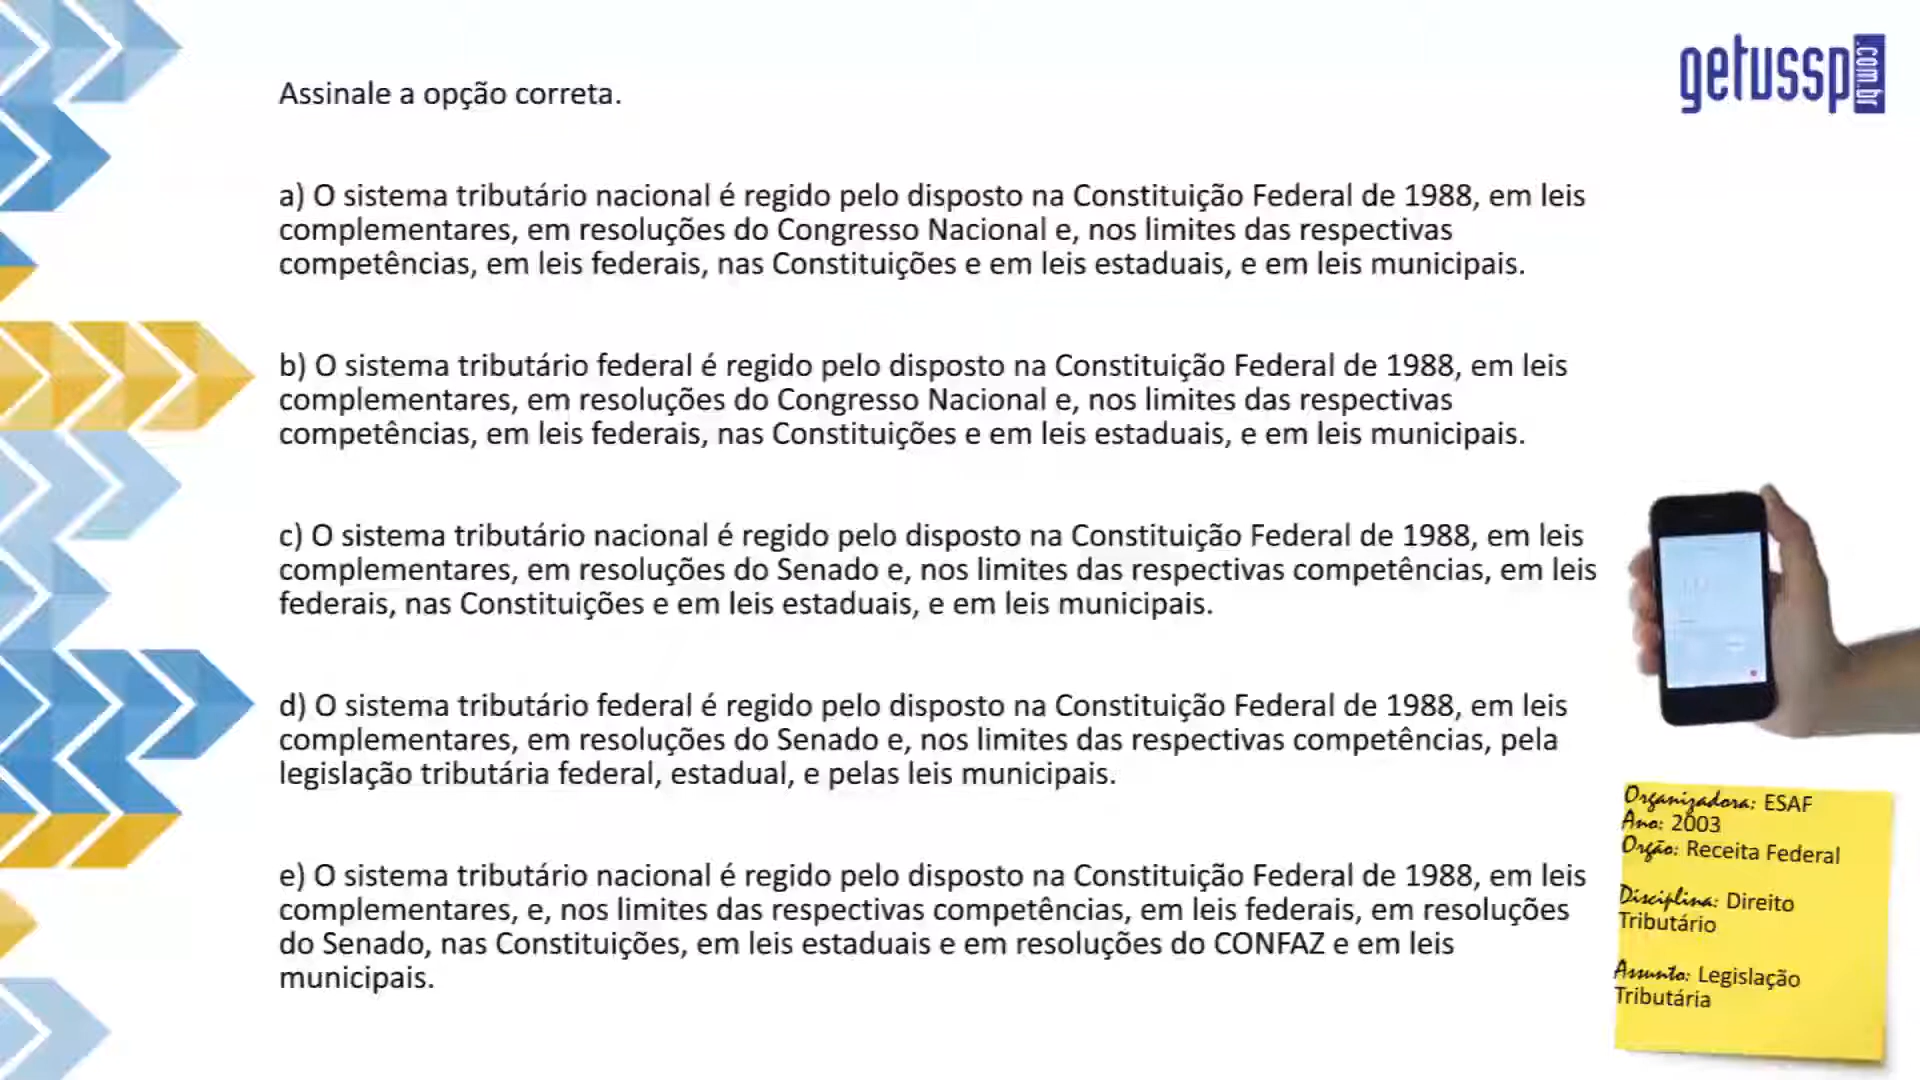 getussp.com.br
Assinale a opção correta.
a) O sistema tributário nacional é regido pelo disposto na Constituição Federal de 1988, em leis
complementares, em resoluções do Congresso Nacional e, nos limites das respectivas
competências, em leis federais, nas Constituições e em leis estaduais, e em leis municipais.
b) O sistema tributário federal é regido pelo disposto na Constituição Federal de 1988, em leis
complementares, em resoluções do Congresso Nacional e, nos limites das respectivas
competências, em leis federais, nas Constituições e em leis estaduais, e em leis municipais.
c) O sistema tributário nacional é regido pelo disposto na Constituição Federal de 1988, em leis
complementares, em resoluções do Senado e, nos limites das respectivas competências, em leis
federais, nas Constituições e em leis estaduais, e em leis municipais.
d) O sistema tributário federal é regido pelo disposto na Constituição Federal de 1988, em leis
complementares, em resoluções do Senado e, nos limites das respectivas competências, pela
legislação tributária federal, estadual, e pelas leis municipais.
e) O sistema tributário nacional é regido pelo disposto na Constituição Federal de 1988, em leis
complementares, e, nos limites das respectivas competências, em leis federais, em resoluções
do Senado, nas Constituições, em leis estaduais e em resoluções do CONFAZ e em leis
municipais.
Organizadora: ESAF
Ano: 2003
Orgão: Receita Federal
Disciplina: Direito
Tributário
Assunto: Legislação
Tributária